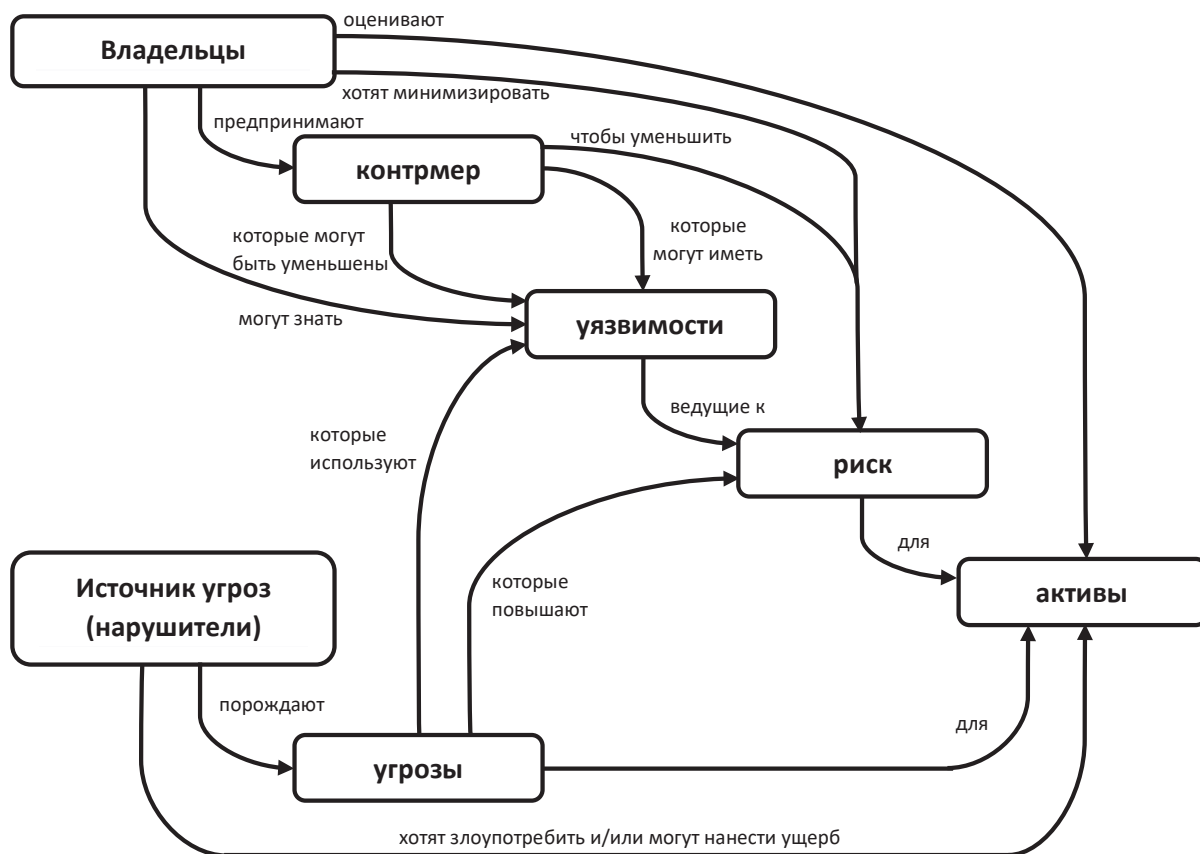 оценивают
Владельцы
хотят минимизировать
предпринимают
чтобы уменьшить
контрмер
которые могут
быть уменьшены
которые
могут иметь
могут знать
уязвимости
ведущие к
которые
используют
риск
для
Источник угроз
(нарушители)
которые
повышают
активы
порождают
для
угрозы
хотят злоупотребить и/или могут нанести ущерб